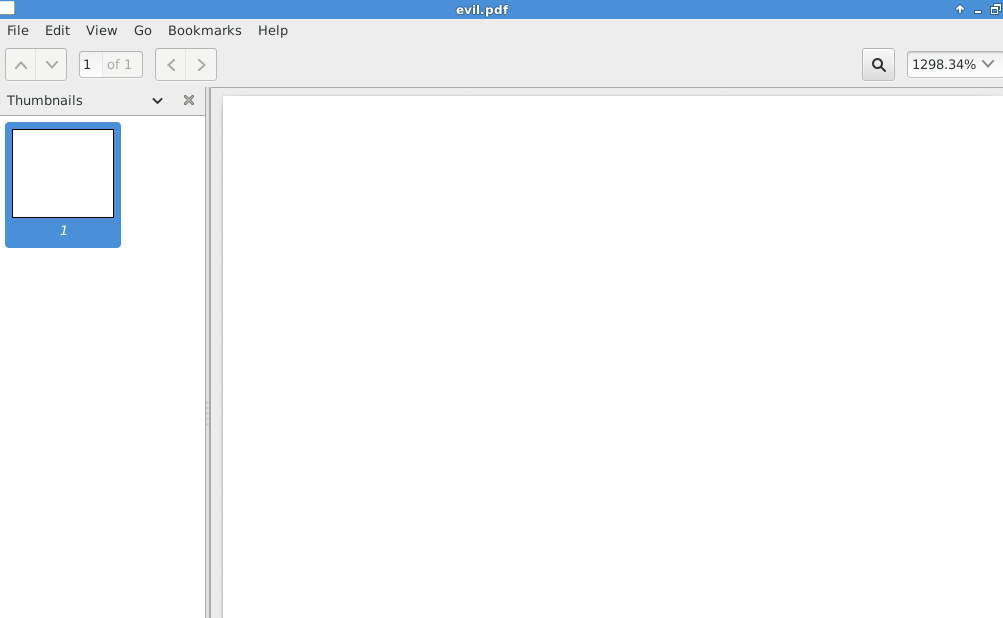 evil.pdf
File Edit View Go Bookmarks Help
1 of 1 1298.34%
Thumbnails
1